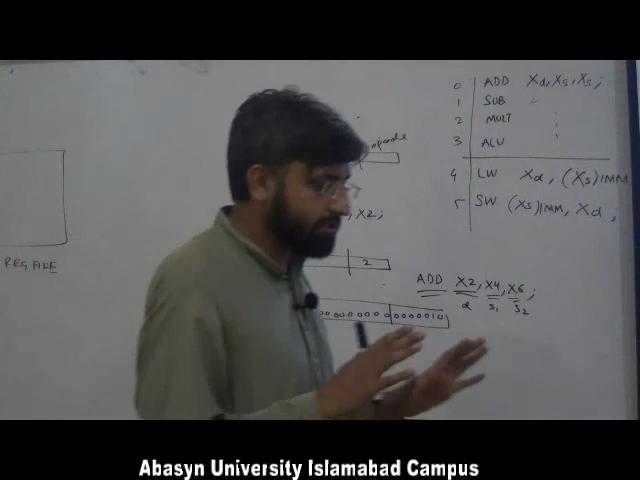 0 ADD Xd, Xs, Xs;
1 SUB "
2 MULT
3 ALU
4 LW Xd, (Xs)IMM
5 SW (Xs)IMM, Xd;
opcode
, X2;
2
REG FILE
ADD X2, X4, X6;
d S1 S2
Abasyn University Islamabad Campus